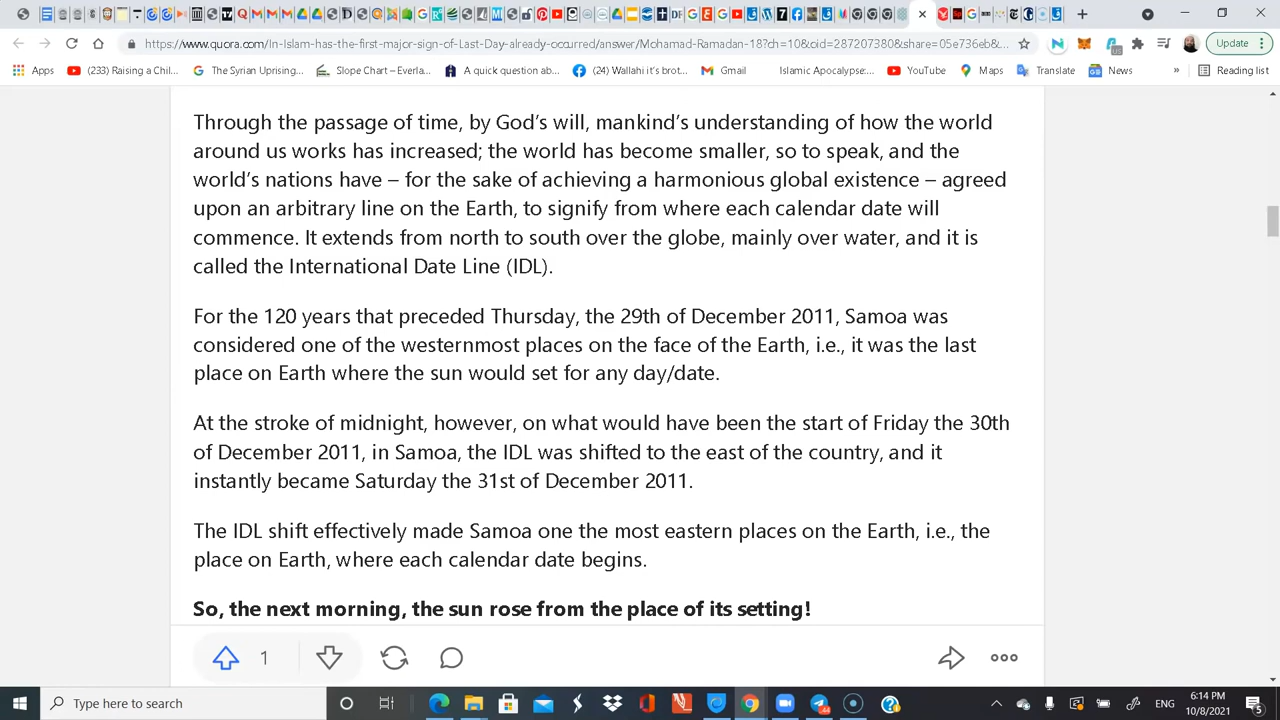 https://www.quora.com/In-Islam-has-the-first-major-sign-of-Last-Day-already-occurred/answer/Mohamed-Ramadan-18?ch=10&oid=287207380&share=05e736eb&...
Update
Apps
(233) Raising a Chil...
The Syrian Uprising...
Slope Chart – Everla...
A quick question ab...
(24) Wallahi it's brot...
Gmail
Islamic Apocalypse:...
YouTube
Maps
Translate
News
»
Reading list
Through the passage of time, by God's will, mankind's understanding of how the world
around us works has increased; the world has become smaller, so to speak, and the
world's nations have – for the sake of achieving a harmonious global existence – agreed
upon an arbitrary line on the Earth, to signify from where each calendar date will
commence. It extends from north to south over the globe, mainly over water, and it is
called the International Date Line (IDL).
For the 120 years that preceded Thursday, the 29th of December 2011, Samoa was
considered one of the westernmost places on the face of the Earth, i.e., it was the last
place on Earth where the sun would set for any day/date.
At the stroke of midnight, however, on what would have been the start of Friday the 30th
of December 2011, in Samoa, the IDL was shifted to the east of the country, and it
instantly became Saturday the 31st of December 2011.
The IDL shift effectively made Samoa one the most eastern places on the Earth, i.e., the
place on Earth, where each calendar date begins.
So, the next morning, the sun rose from the place of its setting!
1
Type here to search
ENG
6:14 PM
10/8/2021
5